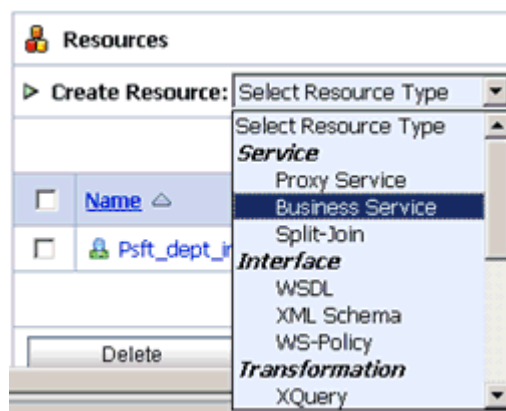 Resources
Create Resource: Select Resource Type
Select Resource Type
Service
Proxy Service
Business Service
Split-Join
Interface
WSDL
XML Schema
WS-Policy
Transformation
XQuery
Name
Psft_dept_i
Delete